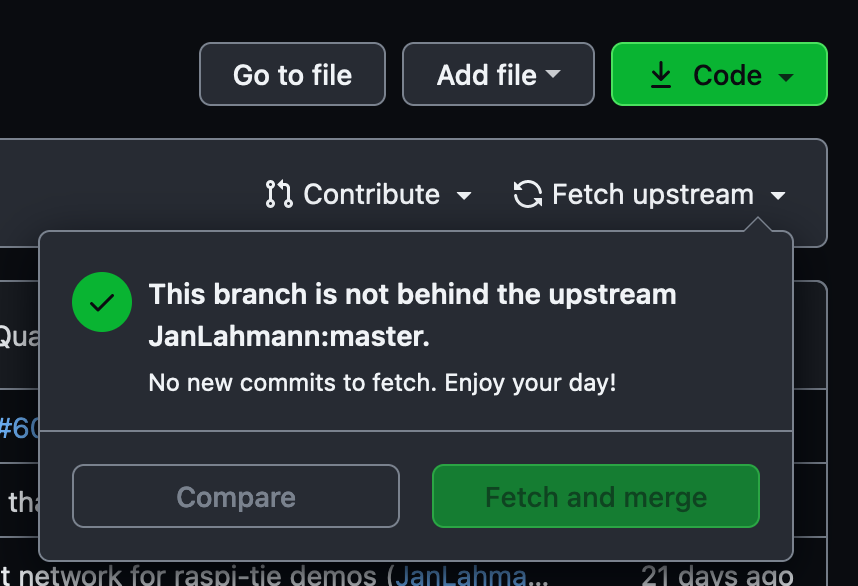 Go to file
Add file
Code
Contribute
Fetch upstream
This branch is not behind the upstream
JanLahmann:master.
No new commits to fetch. Enjoy your day!
#60
Compare
Fetch and merge
t network for raspi-tie demos (JanLahma...
21 days ago